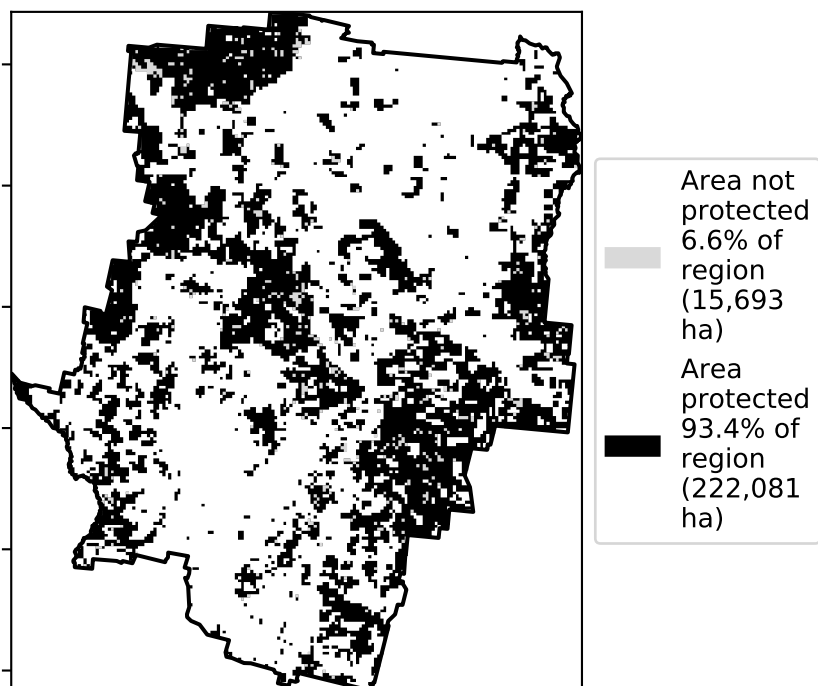 Area not
protected
6.6% of
region
(15,693
ha)
Area
protected
93.4% of
region
(222,081
ha)